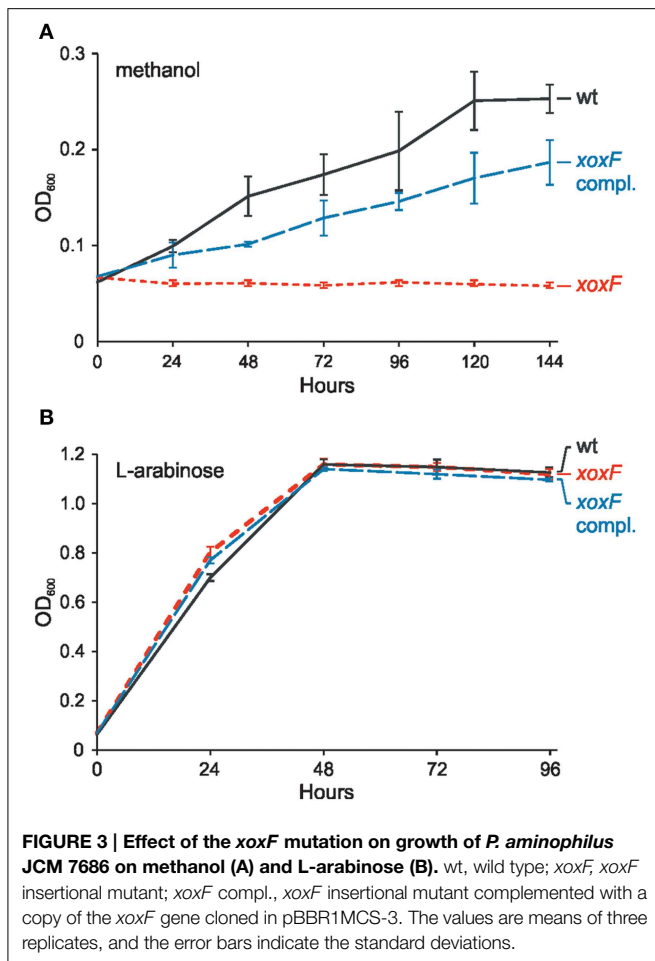 A
0.3
methanol
wt
0.2
xoxF
compl.
OD600
0.1
xoxF
0
0 24 48 72 96 120 144
Hours
B
1.2
L-arabinose
wt
xoxF
xoxF
compl.
1.0
0.8
OD600
0.6
0.4
0.2
0
0 24 48 72 96
Hours
FIGURE 3 | Effect of the xoxF mutation on growth of P. aminophilus
JCM 7686 on methanol (A) and L-arabinose (B). wt, wild type; xoxF, xoxF
insertional mutant; xoxF compl., xoxF insertional mutant complemented with a
copy of the xoxF gene cloned in pBBR1MCS-3. The values are means of three
replicates, and the error bars indicate the standard deviations.